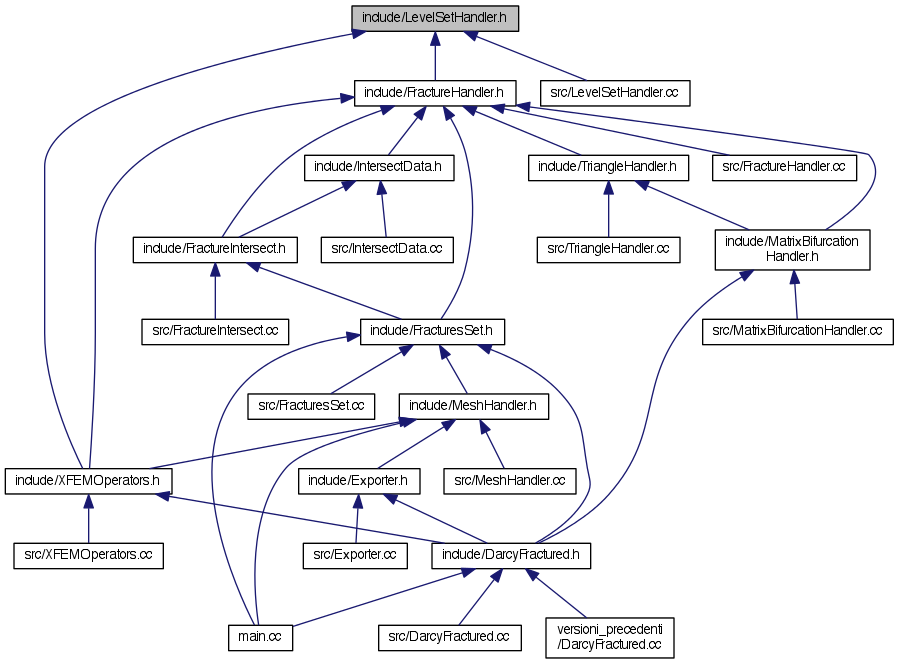 include/LevelSetHandler.h
include/FractureHandler.h
src/LevelSetHandler.cc
include/IntersectData.h
include/TriangleHandler.h
src/FractureHandler.cc
include/FractureIntersect.h
src/IntersectData.cc
src/TriangleHandler.cc
include/MatrixBifurcation
Handler.h
src/FractureIntersect.cc
include/FracturesSet.h
src/MatrixBifurcationHandler.cc
src/FracturesSet.cc
include/MeshHandler.h
include/XFEMOperators.h
include/Exporter.h
src/MeshHandler.cc
src/XFEMOperators.cc
src/Exporter.cc
include/DarcyFractured.h
main.cc
src/DarcyFractured.cc
versioni_precedenti
/DarcyFractured.cc